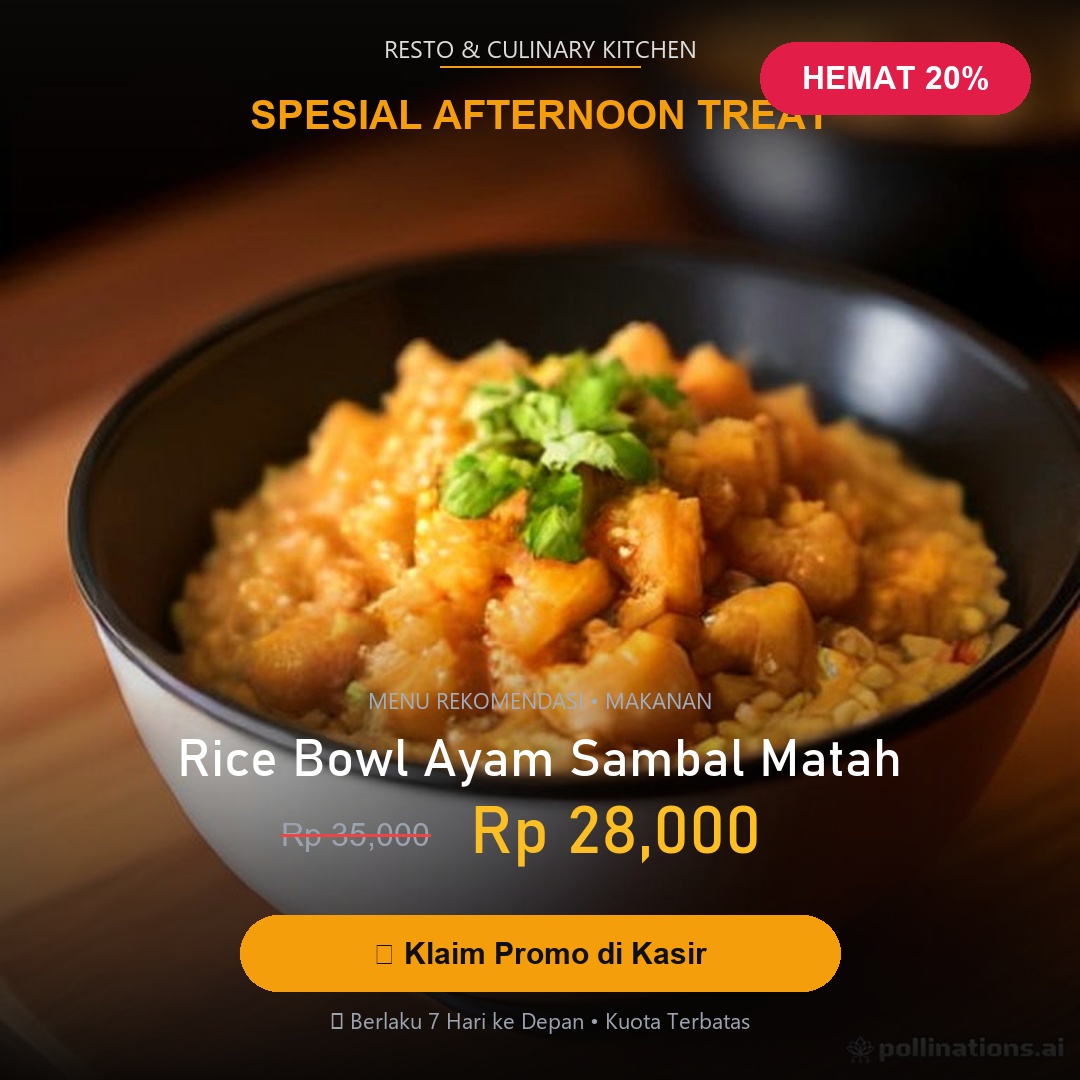 RESTO & CULINARY KITCHEN
HEMAT 20%
SPESIAL AFTERNOON TREAT
MENU REKOMENDASI • MAKANAN
Rice Bowl Ayam Sambal Matah
Rp 35,000 Rp 28,000
Klaim Promo di Kasir
Berlaku 7 Hari ke Depan • Kuota Terbatas
pollinations.ai